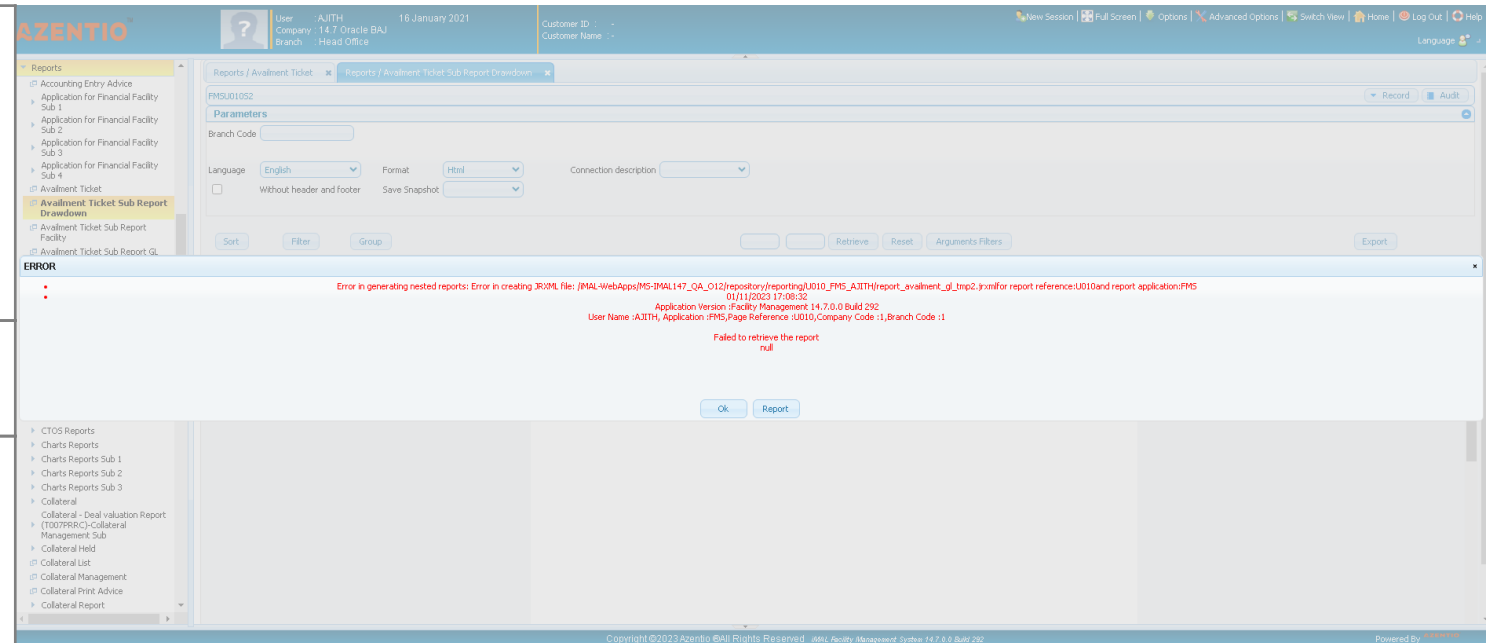 AZENTIO
User : AJITH 16 January 2021
Company : 14.7 Oracle BAJ
Branch : Head Office
Customer ID : -
Customer Name : -
New Session | Full Screen | Options | Advanced Options | Switch View | Home | Log Out | Help
Language
Reports
Accounting Entry Advice
Application for Financial Facility
Sub 1
Application for Financial Facility
Sub 2
Application for Financial Facility
Sub 3
Application for Financial Facility
Sub 4
Availment Ticket
Availment Ticket Sub Report
Drawdown
Availment Ticket Sub Report
Facility
Availment Ticket Sub Report GL
Reports / Availment Ticket
Reports / Availment Ticket Sub Report Drawdown
FMSU010S2
Record
Audit
Parameters
Branch Code
Language English Format Html Connection description
Without header and footer Save Snapshot
Sort Filter Group Retrieve Reset Arguments Filters Export
ERROR
Error in generating nested reports: Error in creating JRXML file: /iMAL-WebApps/MS-IMAL147_QA_O12/repository/reporting/U010_FMS_AJITH/report_availment_gl_tmp2.jrxmlfor report reference:U010and report application:FMS
01/11/2023 17:08:32
Application Version :Facility Management 14.7.0.0 Build 292
User Name :AJITH, Application :FMS,Page Reference :U010,Company Code :1,Branch Code :1
Failed to retrieve the report
null
Ok Report
CTOS Reports
Charts Reports
Charts Reports Sub 1
Charts Reports Sub 2
Charts Reports Sub 3
Collateral
Collateral - Deal valuation Report
(T007PRRC)-Collateral
Management Sub
Collateral Held
Collateral List
Collateral Management
Collateral Print Advice
Collateral Report
Copyright ©2023 Azentio ®All Rights Reserved iMAL Facility Management System 14.7.0.0 Build 292
Powered By AZENTIO